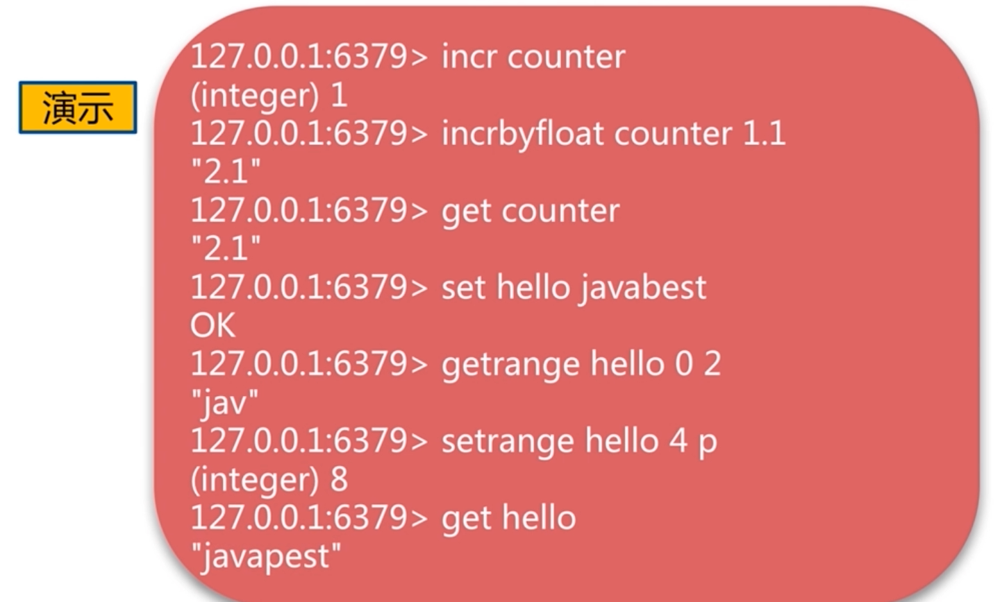 演示
127.0.0.1:6379> incr counter
(integer) 1
127.0.0.1:6379> incrbyfloat counter 1.1
"2.1"
127.0.0.1:6379> get counter
"2.1"
127.0.0.1:6379> set hello javabest
OK
127.0.0.1:6379> getrange hello 0 2
"jav"
127.0.0.1:6379> setrange hello 4 p
(integer) 8
127.0.0.1:6379> get hello
"javapest"